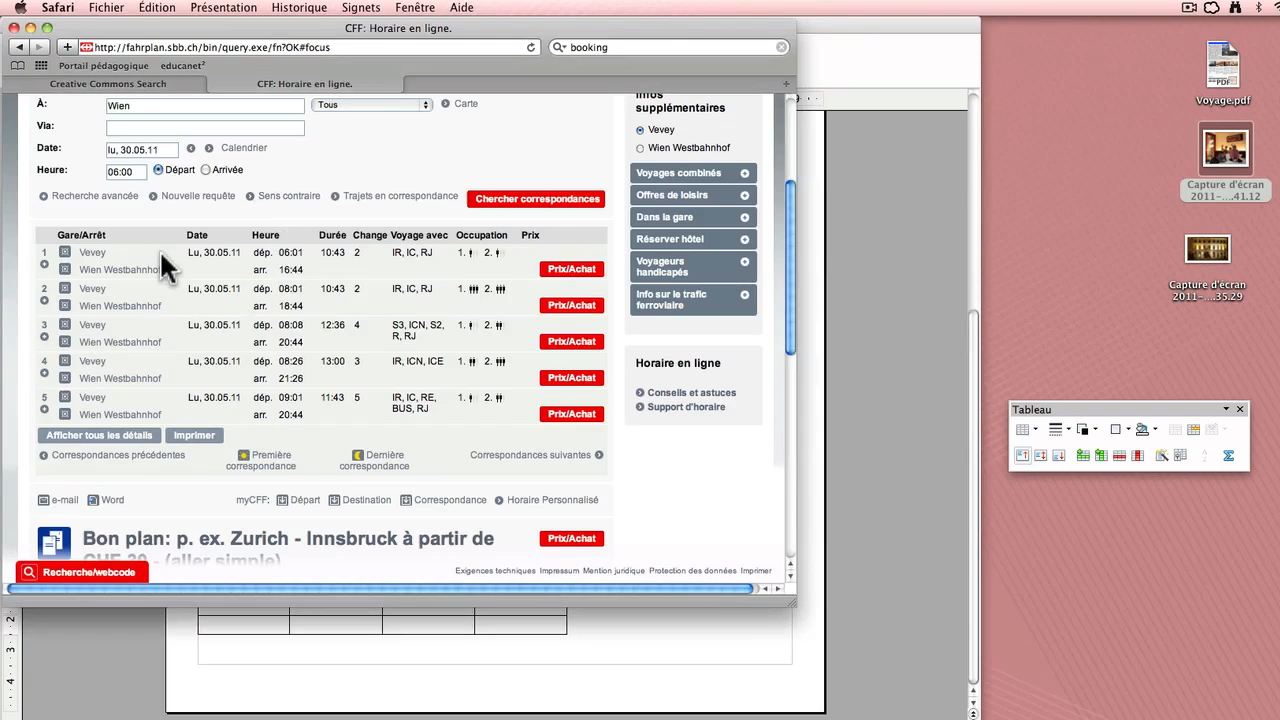 Safari Fichier Édition Présentation Historique Signets Fenêtre Aide
CFF: Horaire en ligne.
http://fahrplan.sbb.ch/bin/query.exe/fn?OK#focus
booking
Portail pédagogique educanet²
Creative Commons Search CFF: Horaire en ligne.
À: Wien Tous Carte
Via:
Date: lu, 30.05.11 Calendrier
Heure: 06:00 Départ Arrivée
Recherche avancée Nouvelle requête Sens contraire Trajets en correspondance Chercher correspondances
Gare/Arrêt Date Heure Durée Change Voyage avec Occupation Prix
1 Vevey Lu, 30.05.11 dép. 06:01 10:43 2 IR, IC, RJ 1. 2.
Wien Westbahnhof arr. 16:44 Prix/Achat
2 Vevey Lu, 30.05.11 dép. 08:01 10:43 2 IR, IC, RJ 1. 2.
Wien Westbahnhof arr. 18:44 Prix/Achat
3 Vevey Lu, 30.05.11 dép. 08:08 12:36 4 S3, ICN, S2, 1. 2.
R, RJ
Wien Westbahnhof arr. 20:44 Prix/Achat
4 Vevey Lu, 30.05.11 dép. 08:26 13:00 3 IR, ICN, ICE 1. 2.
Wien Westbahnhof arr. 21:26 Prix/Achat
5 Vevey Lu, 30.05.11 dép. 09:01 11:43 5 IR, IC, RE, 1. 2.
BUS, RJ
Wien Westbahnhof arr. 20:44 Prix/Achat
Afficher tous les détails Imprimer
Correspondances précédentes Première Dernière Correspondances suivantes
correspondance correspondance
e-mail Word myCFF: Départ Destination Correspondance Horaire Personnalisé
Bon plan: p. ex. Zurich - Innsbruck à partir de Prix/Achat
CHF 39.- (aller simple)
Recherche/webcode
Exigences techniques Impressum Mention juridique Protection des données Imprimer
Infos
supplémentaires
Vevey
Wien Westbahnhof
Voyages combinés
Offres de loisirs
Dans la gare
Réserver hôtel
Voyageurs
handicapés
Info sur le trafic
ferroviaire
Horaire en ligne
Conseils et astuces
Support d'horaire
2
3
4
Voyage.pdf
Capture d'écran
2011-....41.12
Capture d'écran
2011-....35.29
Tableau